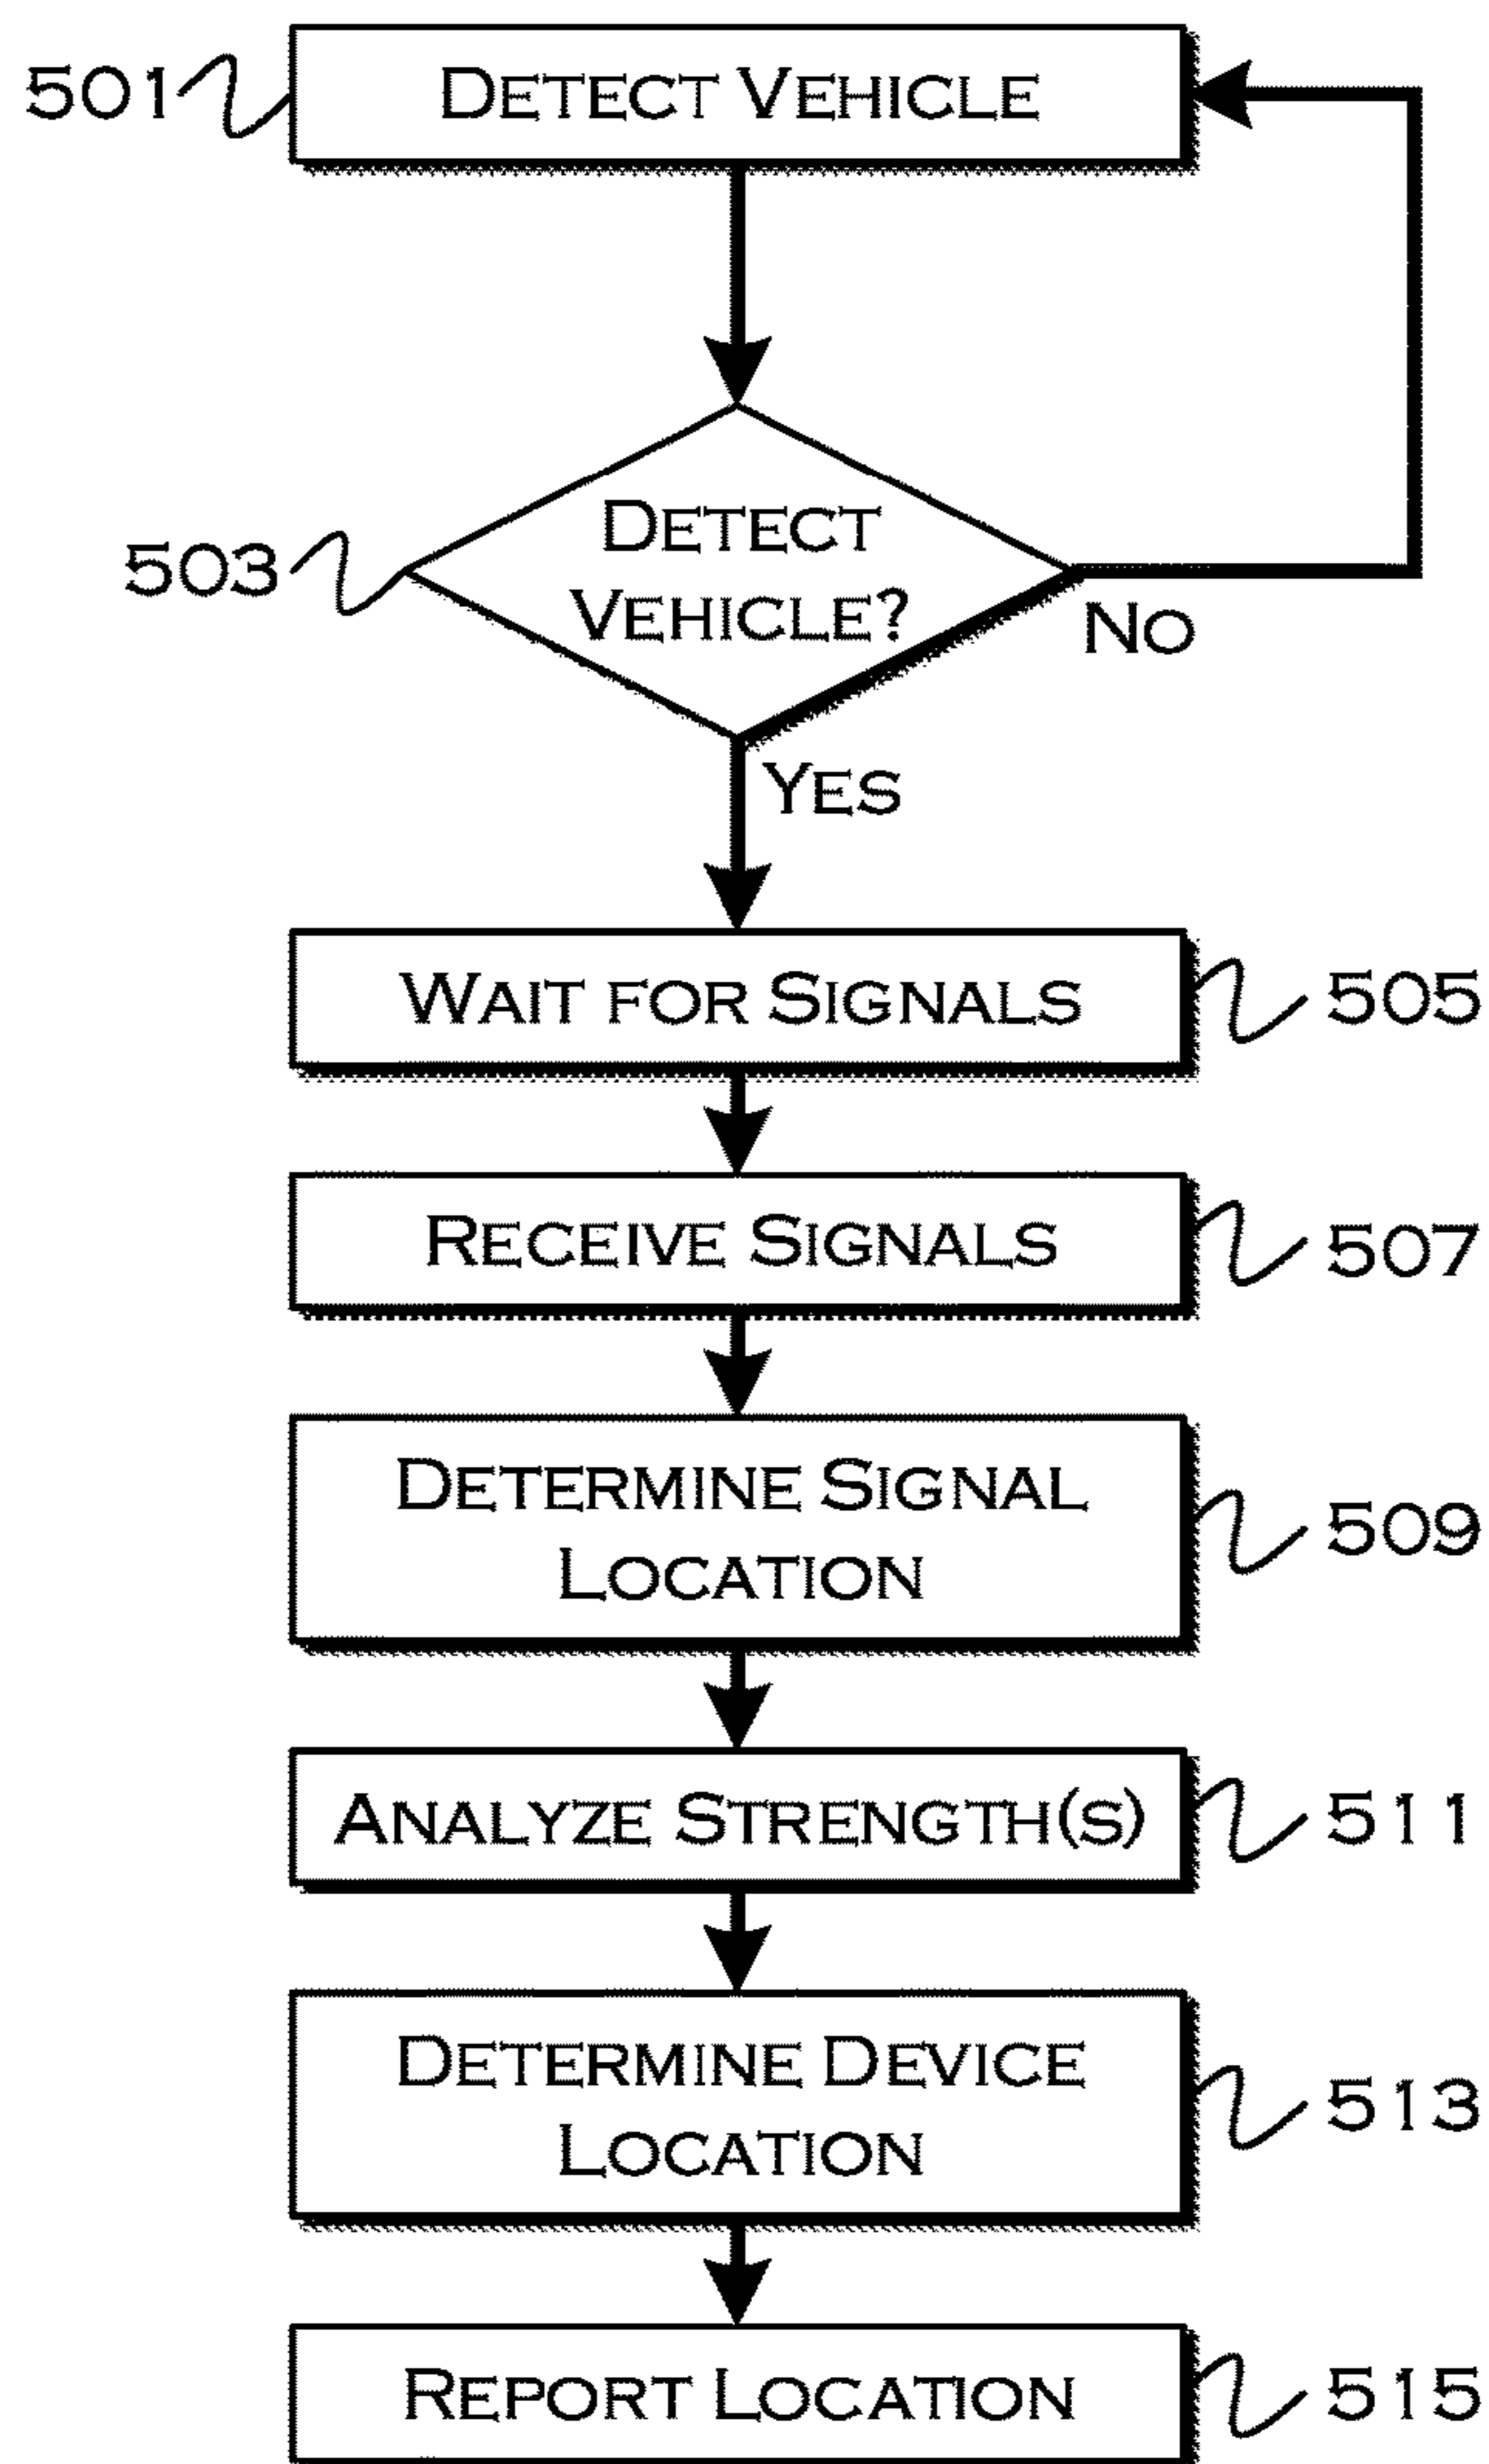 501 DETECT VEHICLE
503 DETECT
VEHICLE?
NO
YES
WAIT FOR SIGNALS 505
RECEIVE SIGNALS 507
DETERMINE SIGNAL
LOCATION
509
ANALYZE STRENGTH(S) 511
DETERMINE DEVICE
LOCATION
513
REPORT LOCATION 515